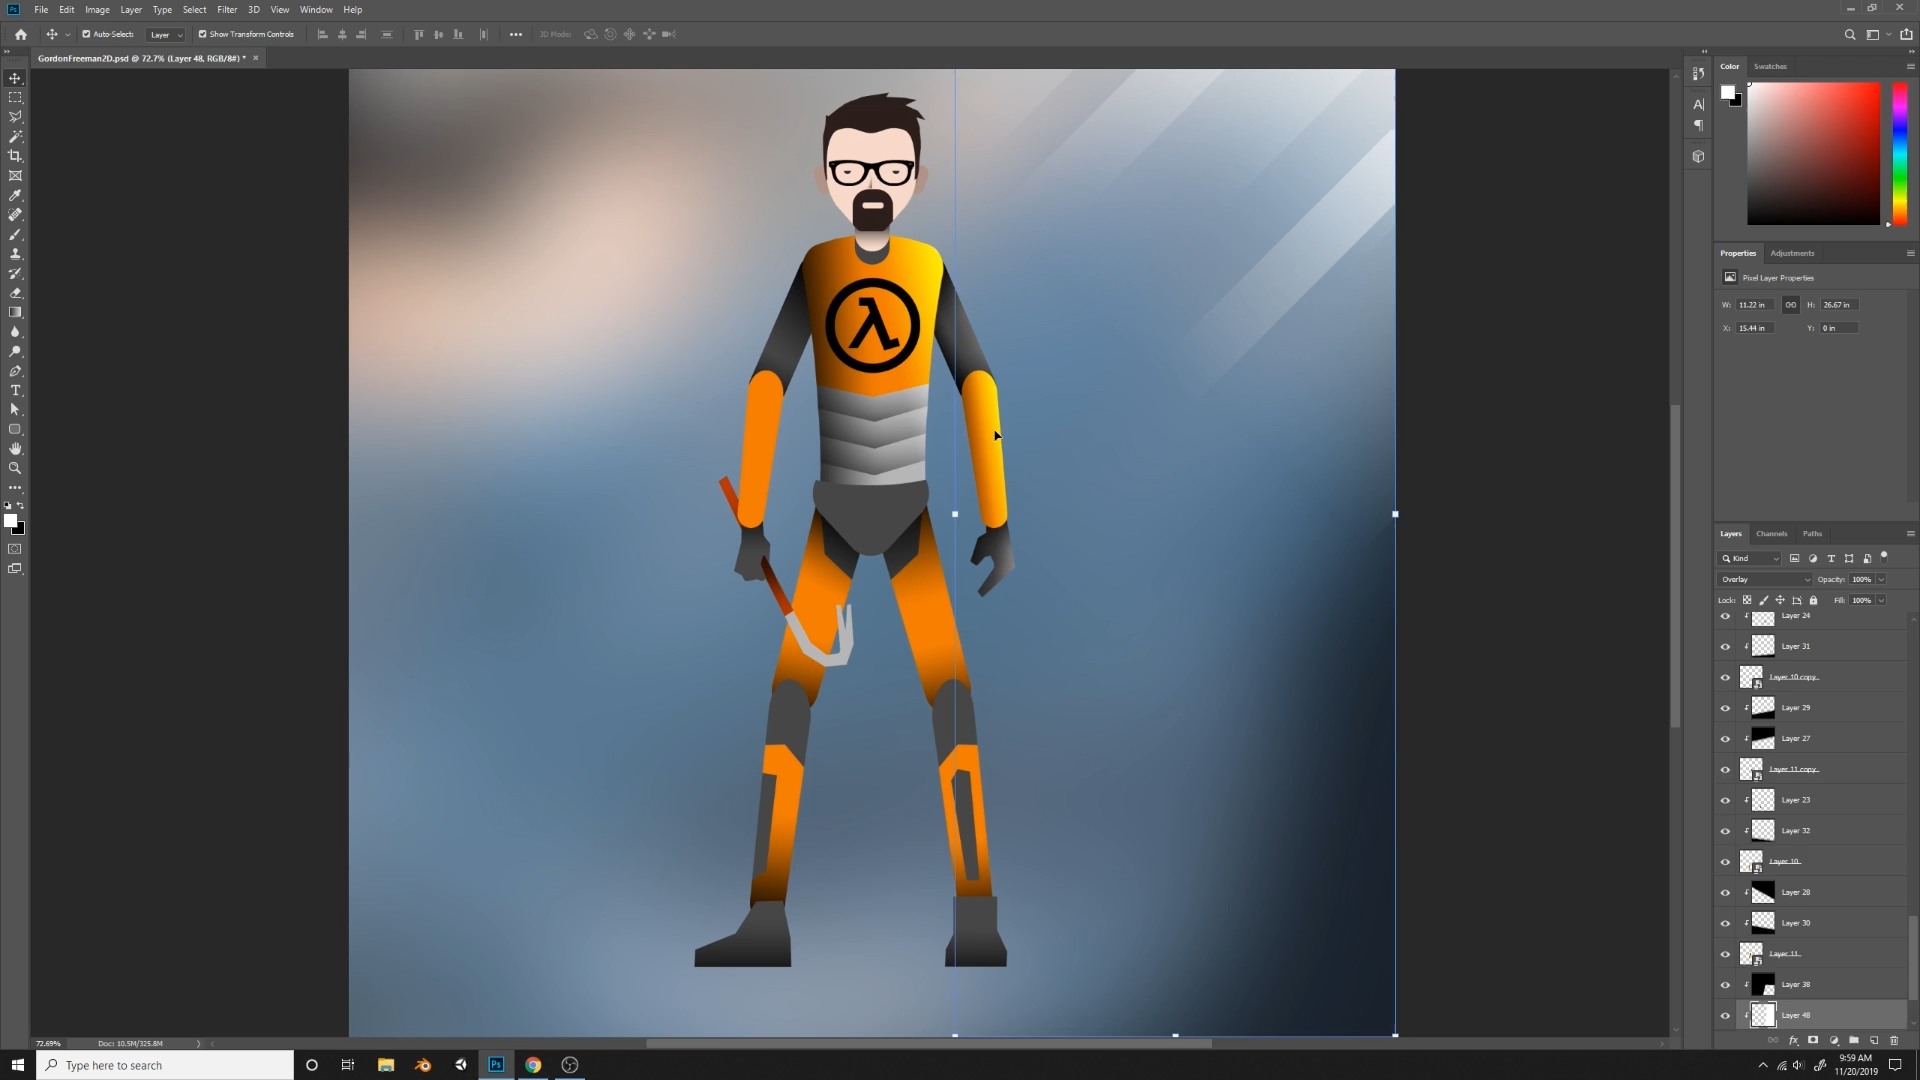 File Edit Image Layer Type Select Filter 3D View Window Help
Auto-Select: Layer Show Transform Controls 3D Mode:
GordonFreeman2D.psd @ 72.7% (Layer 48, RGB/8#) *
Color Swatches
Properties Adjustments
Pixel Layer Properties
W: 11.22 in H: 26.67 in
X: 15.44 in Y: 0 in
Layers Channels Paths
Kind
Overlay Opacity: 100%
Lock: Fill: 100%
Layer 24
Layer 31
Layer 10 copy
Layer 29
Layer 27
Layer 11 copy
Layer 23
Layer 32
Layer 10
Layer 28
Layer 30
Layer 11
Layer 38
Layer 48
λ
72.69% Doc: 10.5M/325.8M
Type here to search
Ps
9:59 AM
11/20/2019